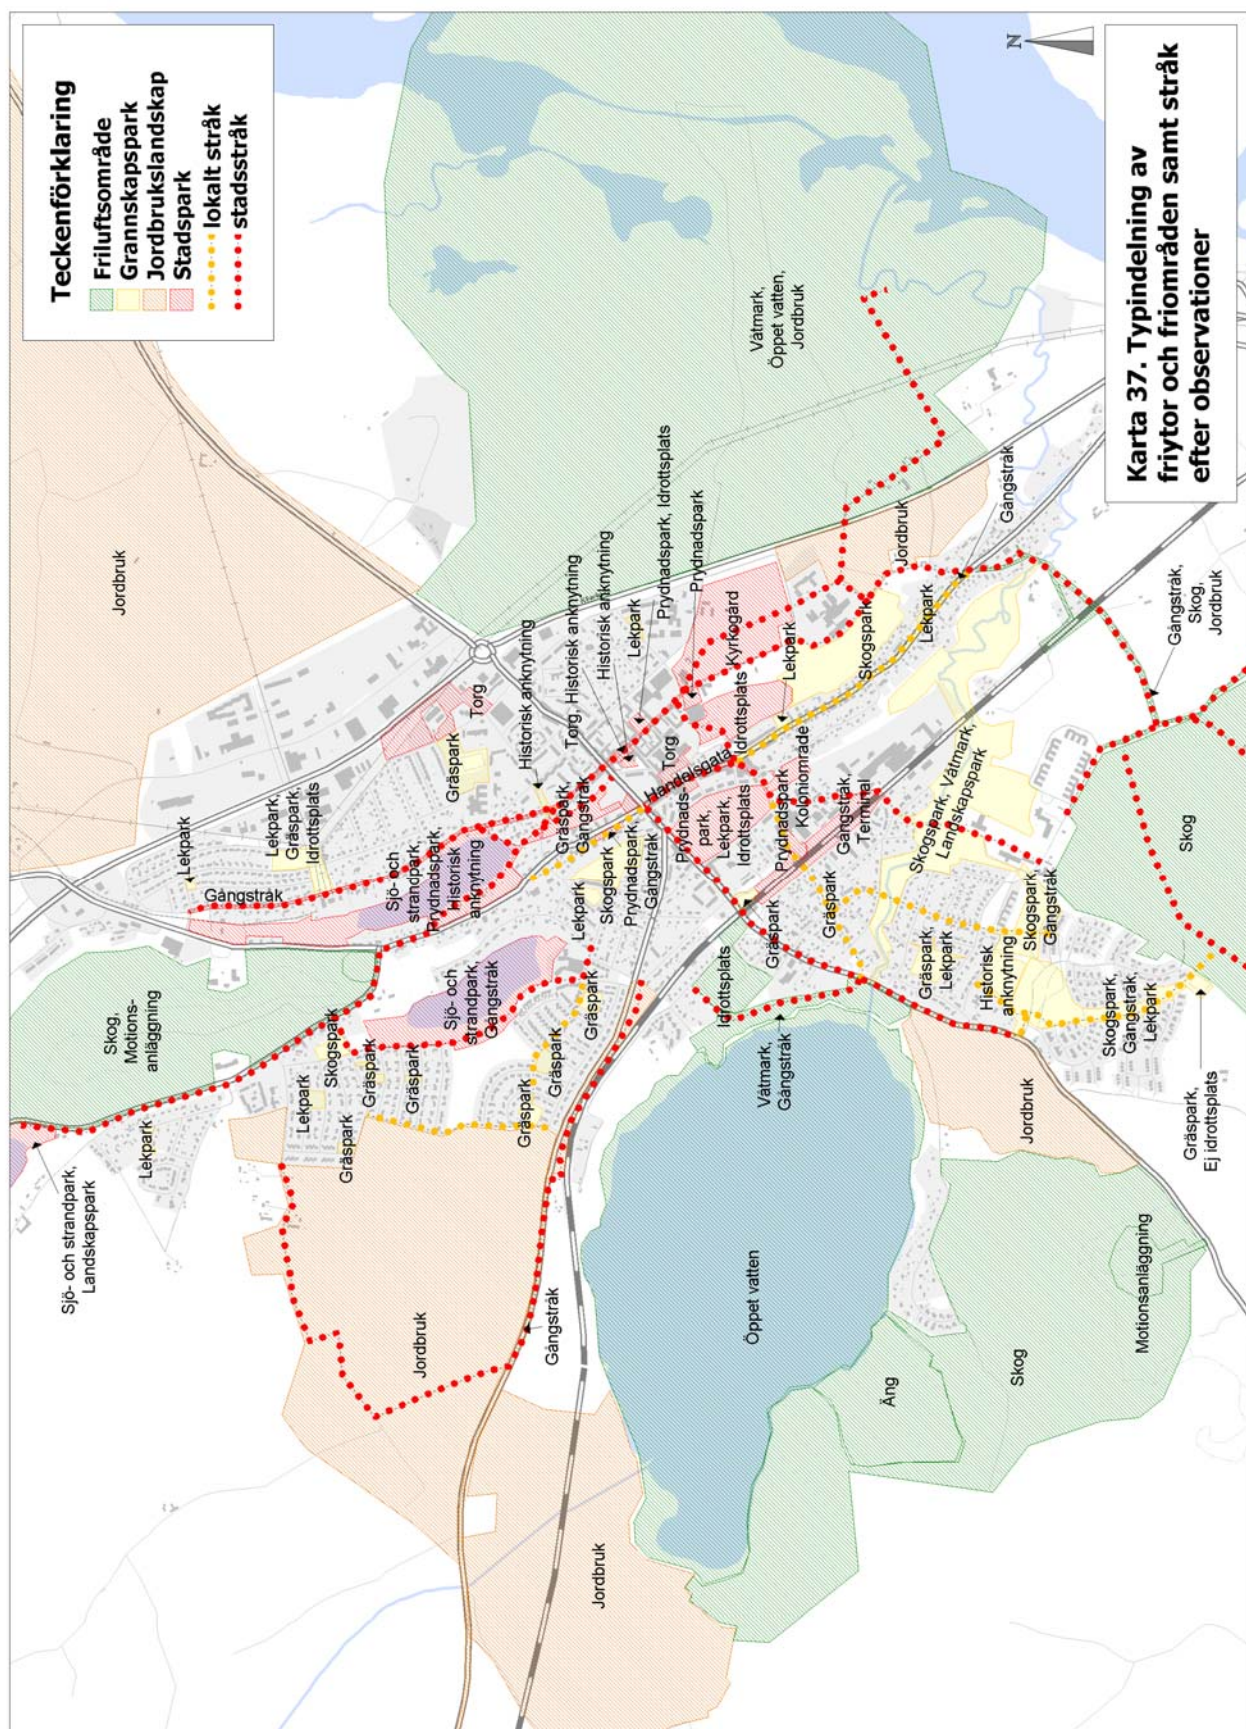 Teckenförklaring
Friluftsområde
Grannskapspark
Jordbrukslandskap
Stadspark
lokalt stråk
stadsstråk
N
Karta 37. Typindelning av
friytor och friområden samt stråk
efter observationer
Sjö- och strandpark,
Landskapspark
Lekpark
Skog,
Motions-
anläggning
Lekpark
Gångstråk
Lekpark,
Gräspark,
Idrottsplats
Jordbruk
Lekpark
Gräspark
Skogspark
Gräspark
Gräspark
Sjö- och
strandpark,
Prydnadspark,
Historisk
anknytning
Sjö- och
strandpark,
Gångstråk
Gräspark
Torg
Historisk anknytning
Torg, Historisk anknytning
Historisk anknytning
Lekpark
Prydnadspark, Idrottsplats
Prydnadspark
Jordbruk
Gångstråk
Gräspark
Gräspark
Gräspark
Lekpark
Skogspark
Prydnadspark
Gångstråk
Gräspark,
Gångstråk
Handelsgata
Torg
Idrottsplats
Kyrkogård
Lekpark
Prydnads-
park,
Lekpark,
Idrottsplats
Prydnadspark
Koloniområde
Gångstråk,
Terminal
Våtmark,
Öppet vatten,
Jordbruk
Jordbruk
Skogspark
Lekpark
Gångstråk
Jordbruk
Idrottsplats
Gräspark
Gräspark
Våtmark,
Gångstråk
Öppet vatten
Skogspark, Våtmark,
Landskapspark
Gräspark,
Lekpark
Historisk
anknytning
Skogspark,
Gångstråk
Skogspark,
Gångstråk,
Lekpark
Gångstråk,
Skog,
Jordbruk
Skog
Äng
Skog
Jordbruk
Motionsanläggning
Gräspark,
Ej idrottsplats